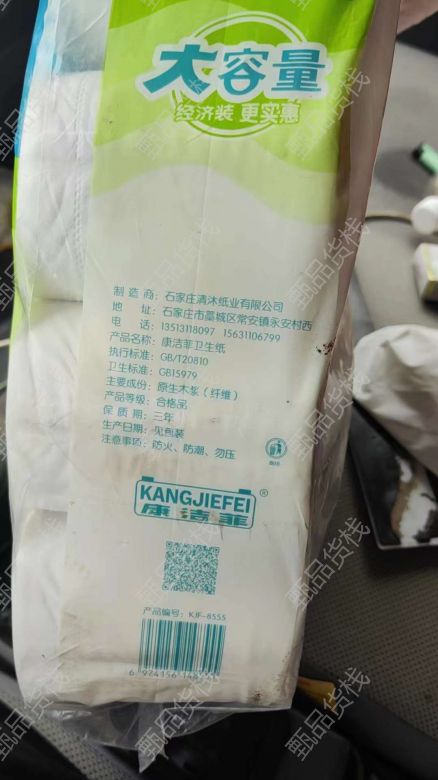 大容量
经济装 更实惠
制造商：石家庄清沐纸业有限公司
地 址：石家庄市藁城区常安镇永安村西
电 话：13513118097 15631106799
产品名称：康洁菲卫生纸
执行标准：GB/T20810
卫生标准：GB15979
主要成份：原生木浆（纤维）
产品等级：合格品
保 质 期：三年
生产日期：见包装
注意事项：防火、防潮、勿压
KANGJIEFEI®
康洁菲
产品编号：KJF-8555
甄品货栈